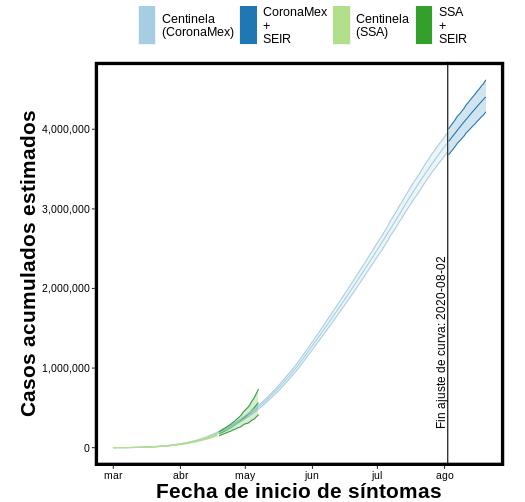 Centinela
(CoronaMex)
CoronaMex
+
SEIR
Centinela
(SSA)
SSA
+
SEIR
Casos acumulados estimados
4,000,000
3,000,000
2,000,000
1,000,000
0
Fin ajuste de curva: 2020-08-02
mar
abr
may
jun
jul
ago
Fecha de inicio de síntomas